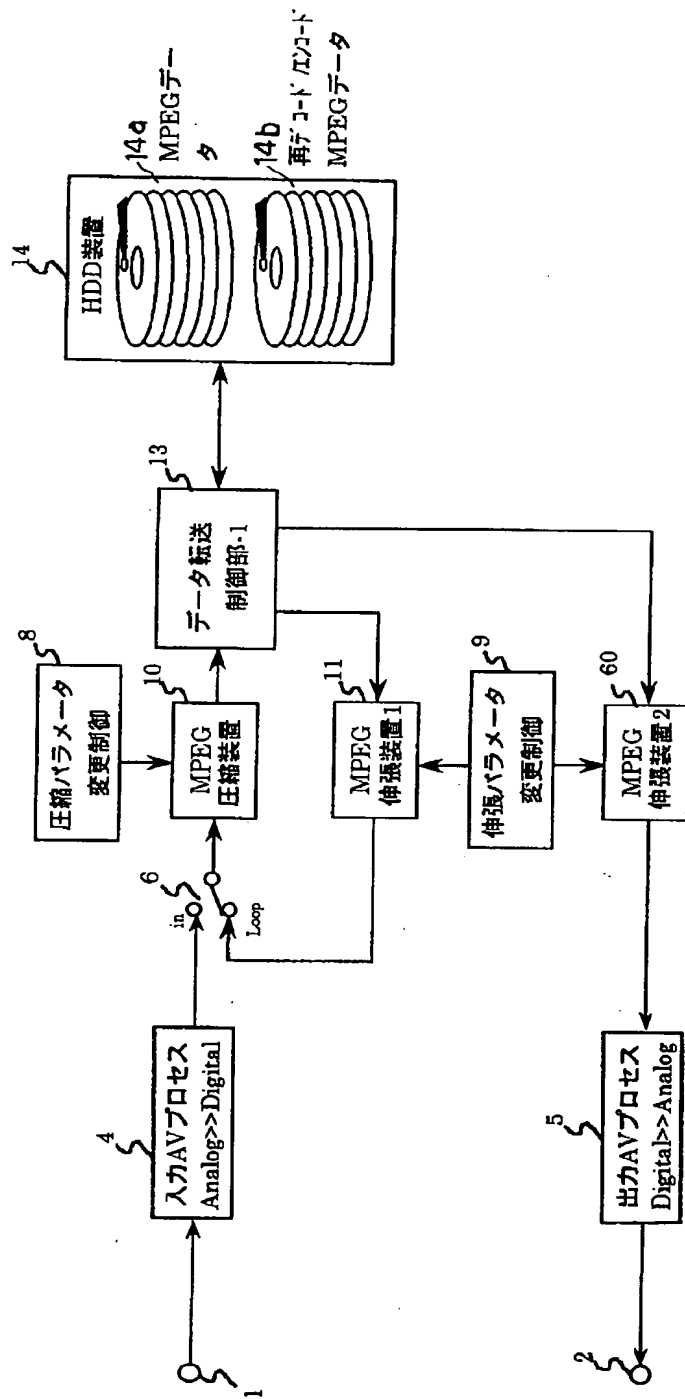 1
4
入力AVプロセス
Analog>>Digital
6
in
Loop
8
圧縮パラメータ
変更制御
10
MPEG
圧縮装置
13
データ転送
制御部-1
14
HDD装置
14a
MPEGデー
タ
14b
再デコード/エンコード
MPEGデータ
11
MPEG
伸張装置1
9
伸張パラメータ
変更制御
60
MPEG
伸張装置2
5
出力AVプロセス
Digital>>Analog
2